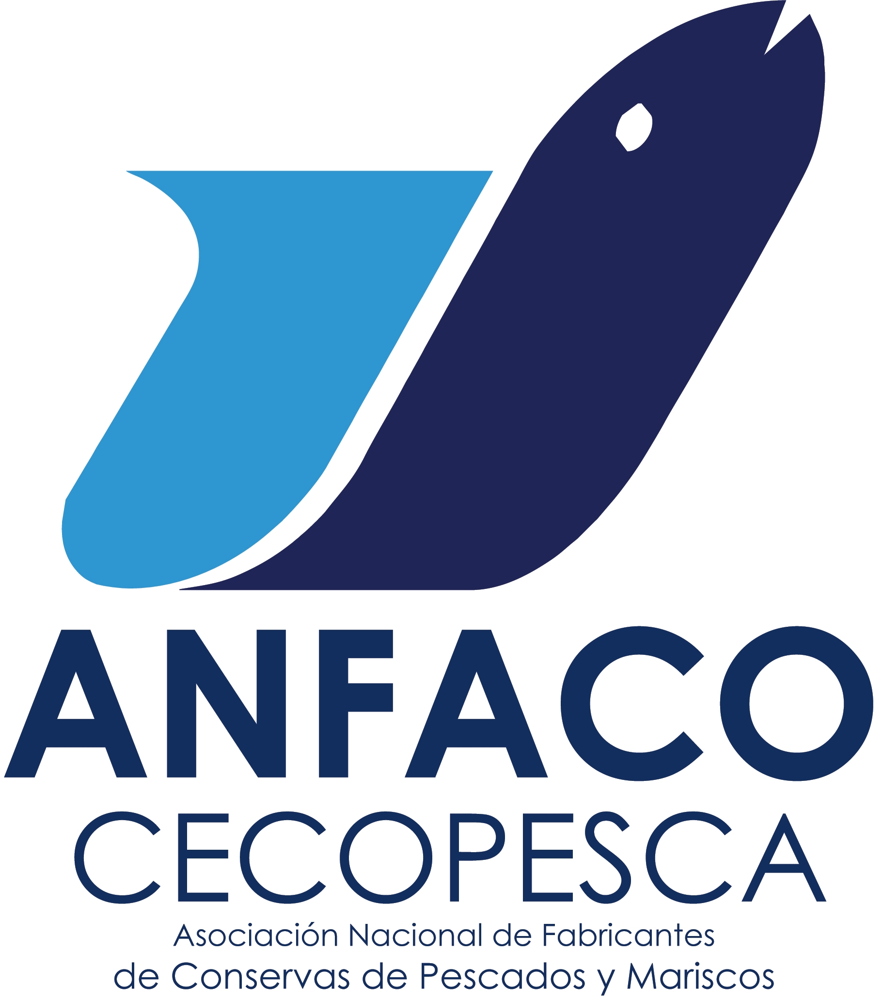 ANFACO
CECOPESCA
Asociación Nacional de Fabricantes
de Conservas de Pescados y Mariscos